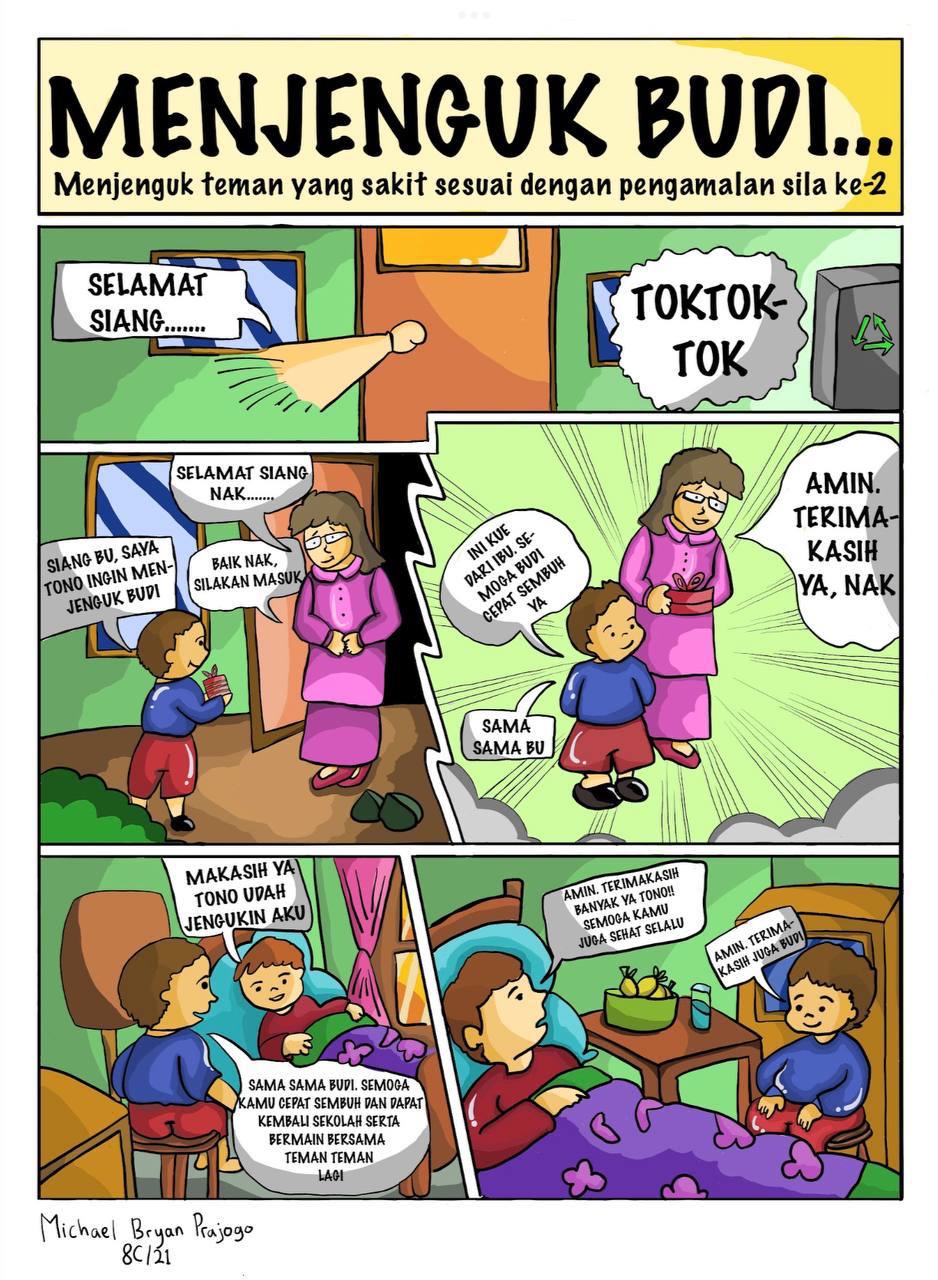 MENJENGUK BUDI...
Menjenguk teman yang sakit sesuai dengan pengamalan sila ke-2
SELAMAT
SIANG.......
TOKTOK-
TOK
SELAMAT SIANG
NAK.......
SIANG BU, SAYA
TONO INGIN MEN-
JENGUK BUDI
BAIK NAK,
SILAKAN MASUK
INI KUE
DARI IBU. SE-
MOGA BUDI
CEPAT SEMBUH
YA
AMIN.
TERIMA-
KASIH
YA, NAK
SAMA
SAMA BU
MAKASIH YA
TONO UDAH
JENGUKIN AKU
SAMA SAMA BUDI. SEMOGA
KAMU CEPAT SEMBUH DAN DAPAT
KEMBALI SEKOLAH SERTA
BERMAIN BERSAMA
TEMAN TEMAN
LAGI
AMIN. TERIMAKASIH
BANYAK YA TONO!!
SEMOGA KAMU
JUGA SEHAT SELALU
AMIN. TERIMA-
KASIH JUGA BUDI
Michael Bryan Prajogo
8C/21